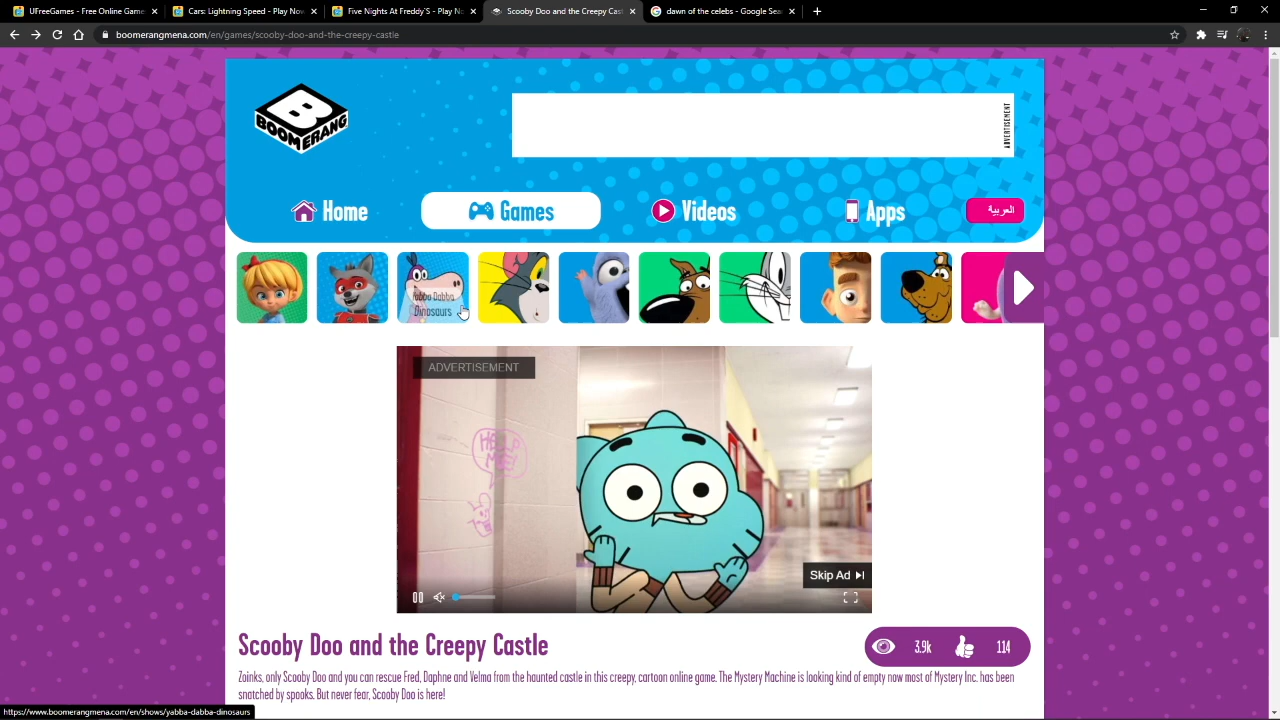 UFreeGames - Free Online Games
Cars: Lightning Speed - Play Now
Five Nights At Freddy`S - Play No
Scooby Doo and the Creepy Cast
dawn of the celebs - Google Sea
boomerangmena.com/en/games/scooby-doo-and-the-creepy-castle
BOOMERANG
ADVERTISEMENT
Home
Games
Videos
Apps
العربية
Yabba Dabba
Dinosaurs
ADVERTISEMENT
HELP
ME!
Skip Ad
Scooby Doo and the Creepy Castle
3.9k
114
Zoinks, only Scooby Doo and you can rescue Fred, Daphne and Velma from the haunted castle in this creepy, cartoon online game. The Mystery Machine is looking kind of empty now most of Mystery Inc. has been
snatched by spooks. But never fear, Scooby Doo is here!
https://www.boomerangmena.com/en/shows/yabba-dabba-dinosaurs